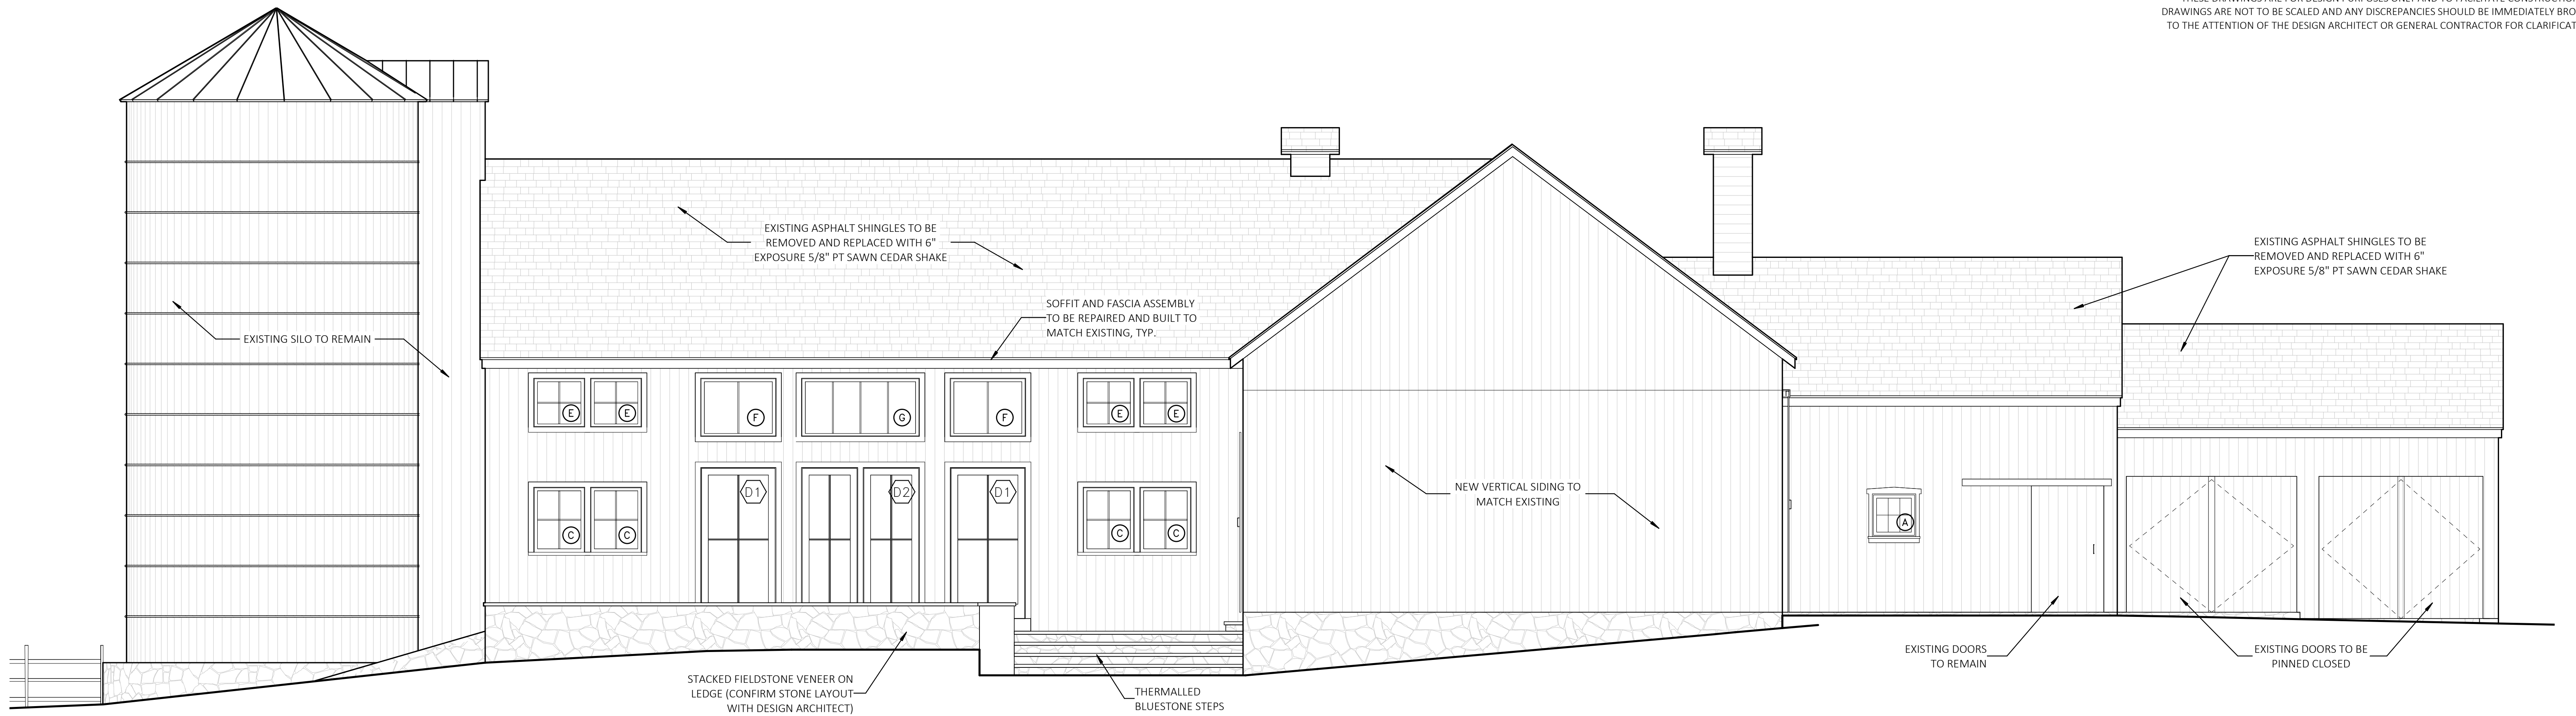 DRAWINGS ARE NOT TO BE SCALED AND ANY DISCREPANCIES SHOULD BE IMMEDIATELY BRO
TO THE ATTENTION OF THE DESIGN ARCHITECT OR GENERAL CONTRACTOR FOR CLARIFICAT
EXISTING ASPHALT SHINGLES TO BE
REMOVED AND REPLACED WITH 6"
EXPOSURE 5/8" PT SAWN CEDAR SHAKE
EXISTING ASPHALT SHINGLES TO BE
REMOVED AND REPLACED WITH 6"
EXPOSURE 5/8" PT SAWN CEDAR SHAKE
SOFFIT AND FASCIA ASSEMBLY
TO BE REPAIRED AND BUILT TO
MATCH EXISTING, TYP.
EXISTING SILO TO REMAIN
E E F G F E E
D1 D2 D1
NEW VERTICAL SIDING TO
MATCH EXISTING
C C C C A
EXISTING DOORS
TO REMAIN
EXISTING DOORS TO BE
PINNED CLOSED
STACKED FIELDSTONE VENEER ON
LEDGE (CONFIRM STONE LAYOUT
WITH DESIGN ARCHITECT)
THERMALLED
BLUESTONE STEPS